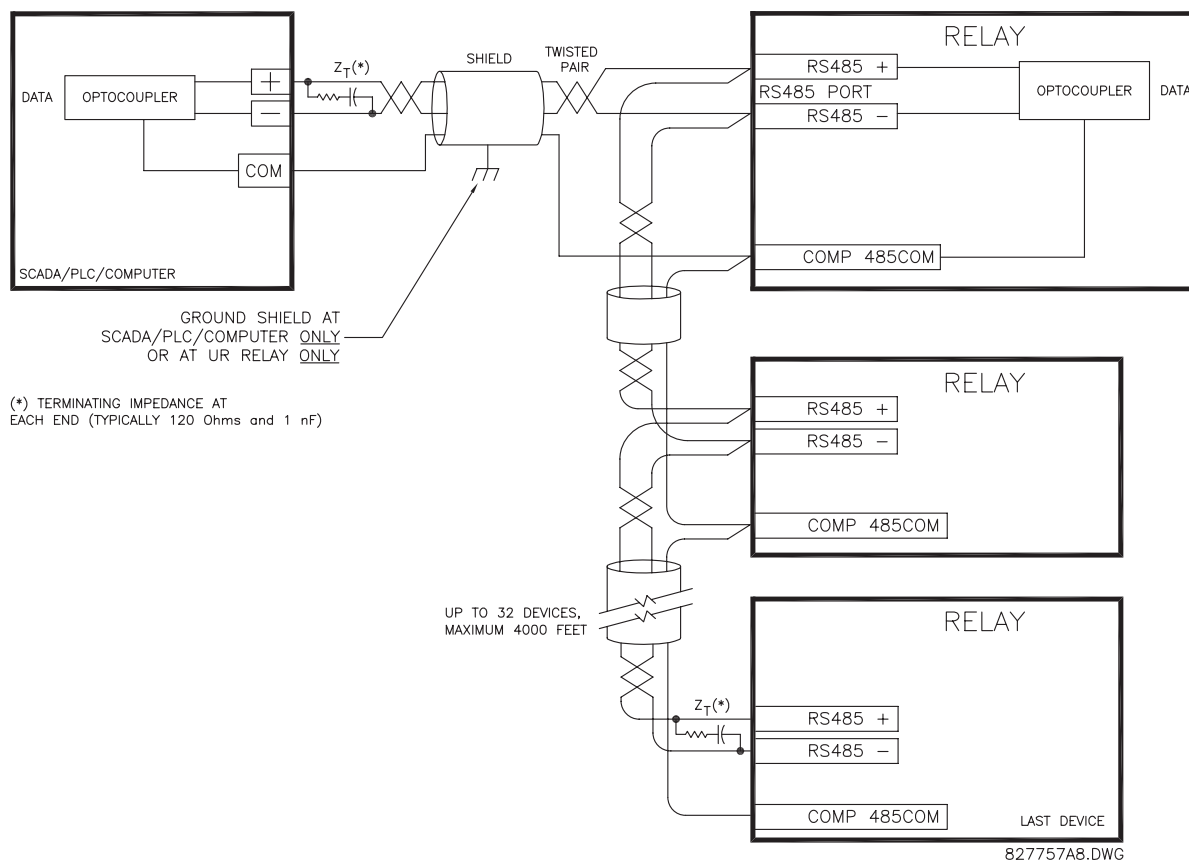 RELAY
SHIELD
TWISTED
PAIR
Z_T(*)
DATA
OPTOCOUPLER
+
−
COM
SCADA/PLC/COMPUTER
RS485 +
RS485 PORT
RS485 −
OPTOCOUPLER
DATA
COMP 485COM
GROUND SHIELD AT
SCADA/PLC/COMPUTER ONLY
OR AT UR RELAY ONLY
(*) TERMINATING IMPEDANCE AT
EACH END (TYPICALLY 120 Ohms and 1 nF)
RELAY
RS485 +
RS485 −
COMP 485COM
UP TO 32 DEVICES,
MAXIMUM 4000 FEET
RELAY
Z_T(*)
RS485 +
RS485 −
COMP 485COM
LAST DEVICE
827757A8.DWG